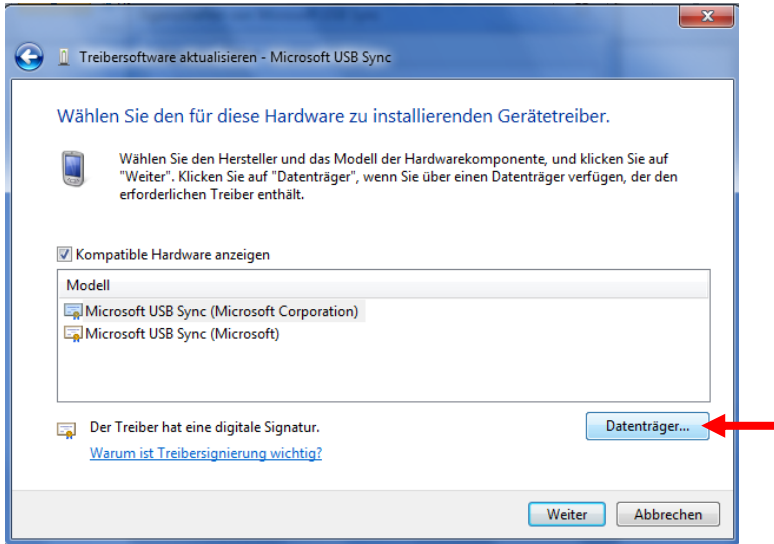 Treibersoftware aktualisieren - Microsoft USB Sync
Wählen Sie den für diese Hardware zu installierenden Gerätetreiber.
Wählen Sie den Hersteller und das Modell der Hardwarekomponente, und klicken Sie auf
"Weiter". Klicken Sie auf "Datenträger", wenn Sie über einen Datenträger verfügen, der den
erforderlichen Treiber enthält.
Kompatible Hardware anzeigen
Modell
Microsoft USB Sync (Microsoft Corporation)
Microsoft USB Sync (Microsoft)
Der Treiber hat eine digitale Signatur.
Datenträger...
Warum ist Treibersignierung wichtig?
Weiter
Abbrechen